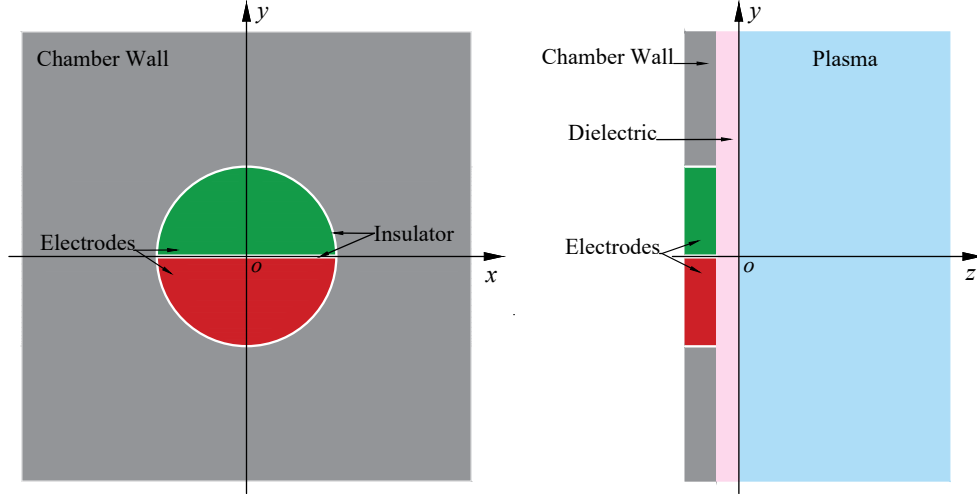 y
Chamber Wall
Electrodes
Insulator
o
x
y
Chamber Wall
Plasma
Dielectric
Electrodes
o
z